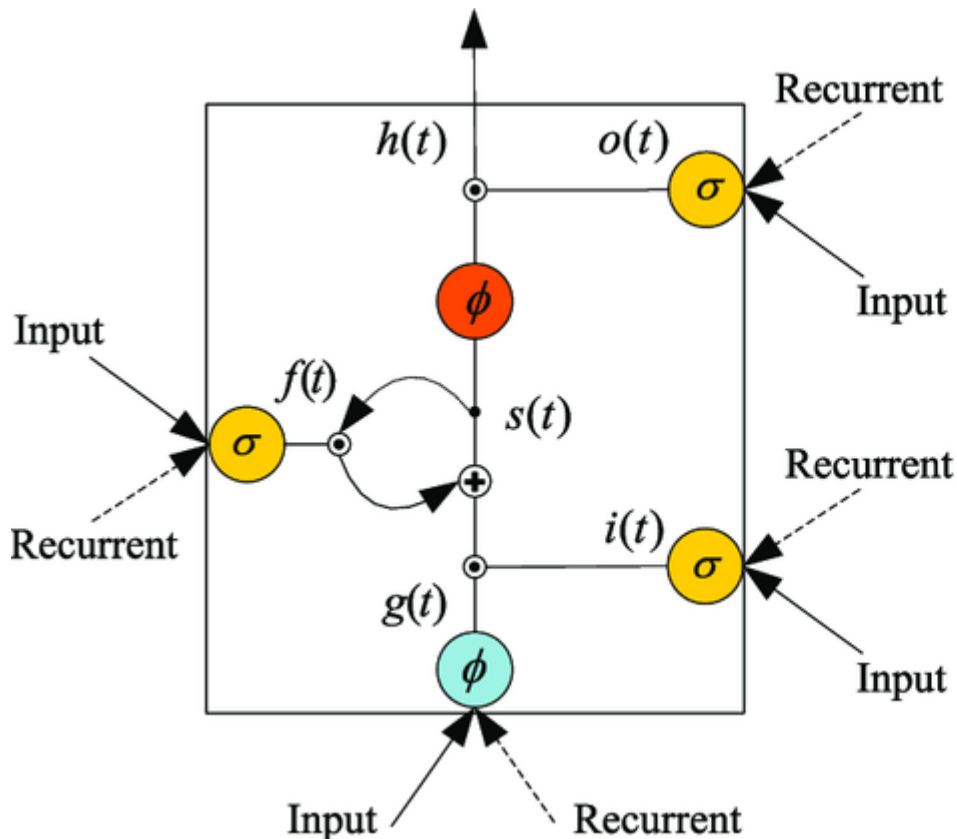 Recurrent
h(t)
o(t)
σ
Input
ϕ
Input
f(t)
s(t)
σ
+
Recurrent
Recurrent
i(t)
σ
g(t)
ϕ
Input
Input
Recurrent